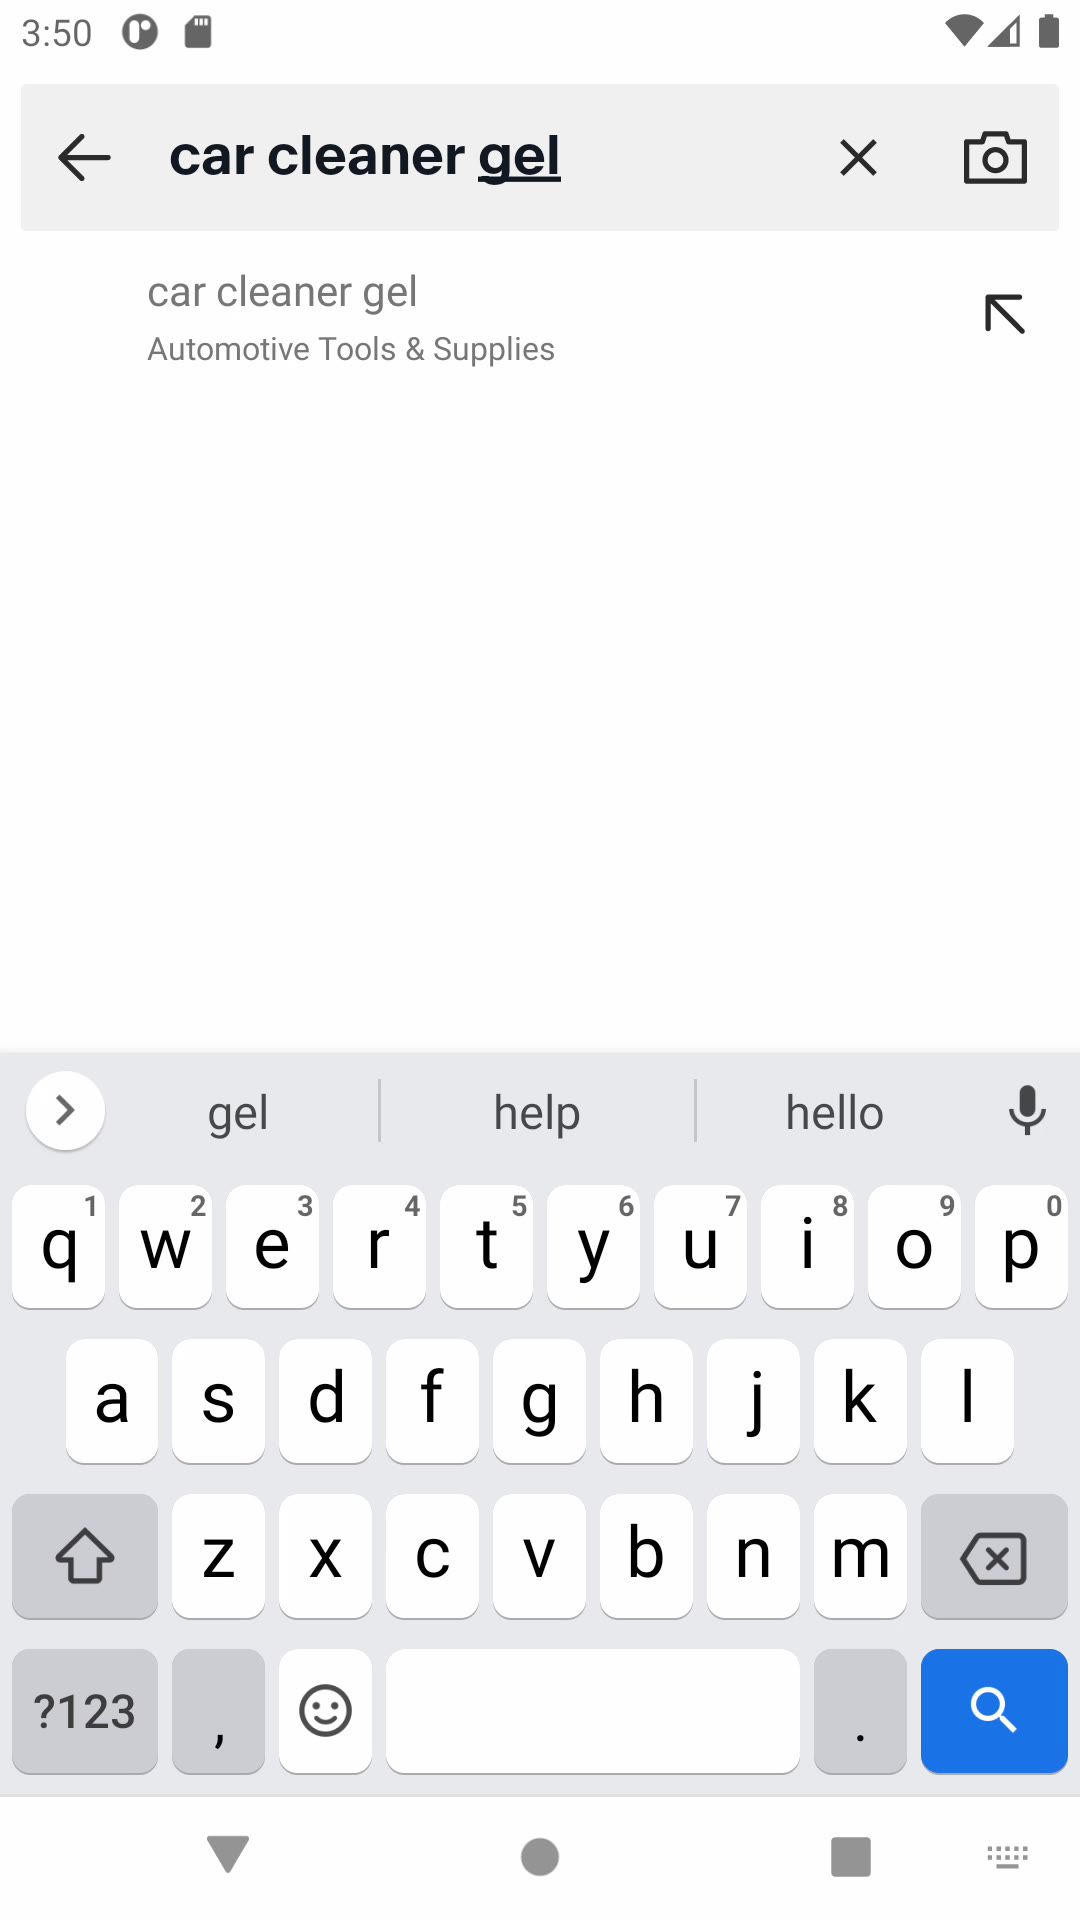 3:50
car cleaner gel
car cleaner gel
Automotive Tools & Supplies
gel help hello
1 2 3 4 5 6 7 8 9 0
q w e r t y u i o p
a s d f g h j k l
z x c v b n m
?123 , .